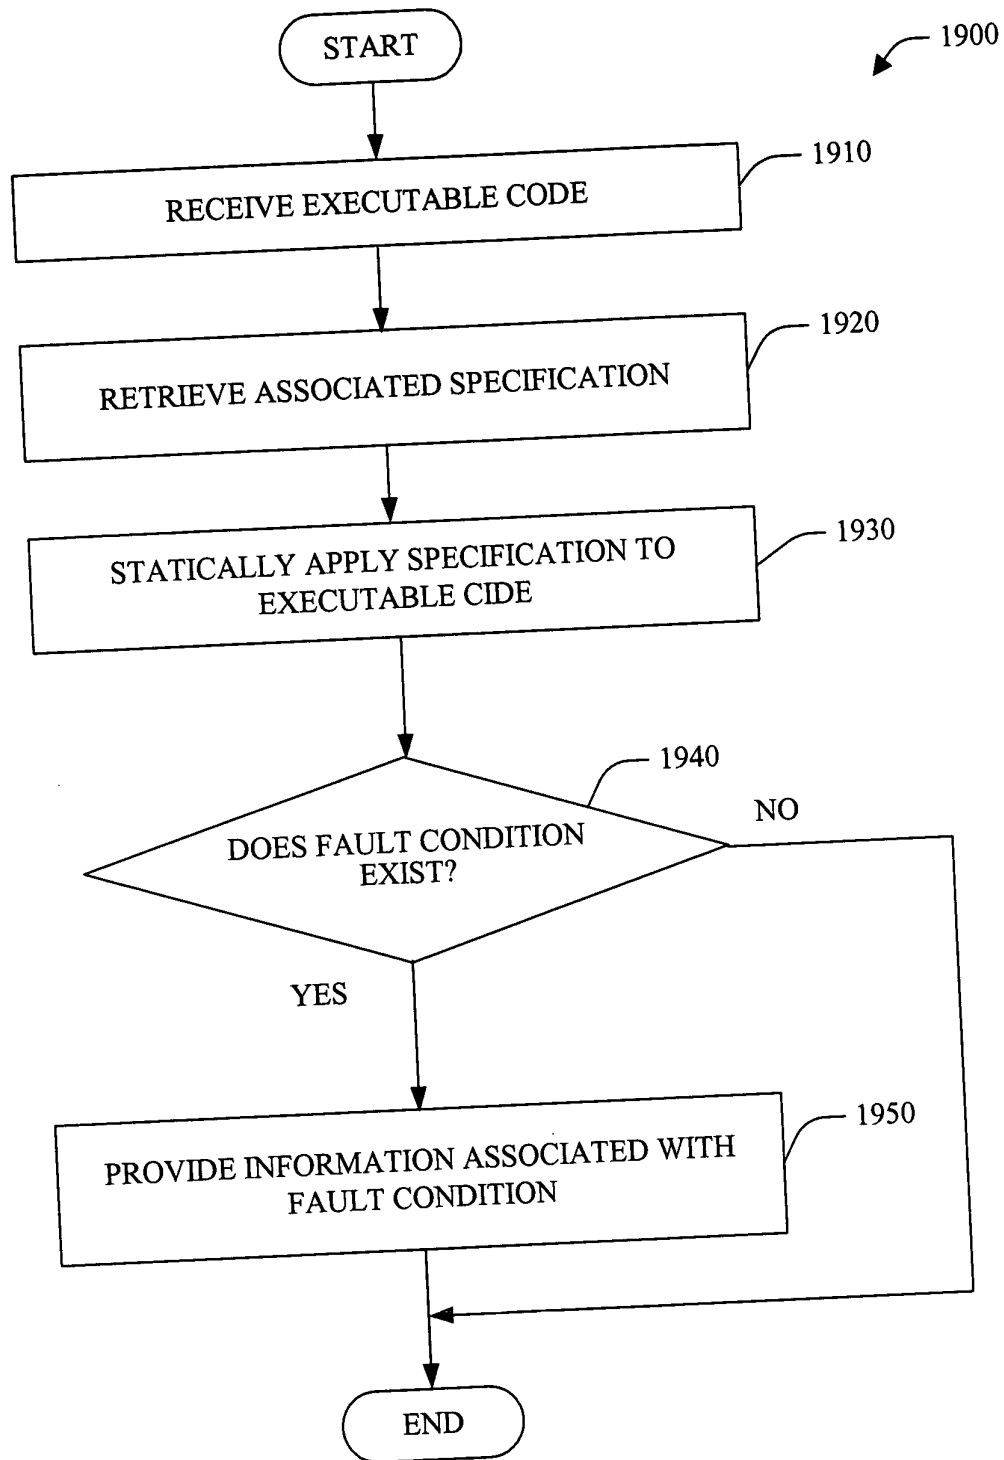 START
1900
RECEIVE EXECUTABLE CODE
1910
RETRIEVE ASSOCIATED SPECIFICATION
1920
STATICALLY APPLY SPECIFICATION TO
EXECUTABLE CIDE
1930
DOES FAULT CONDITION
EXIST?
1940
NO
YES
PROVIDE INFORMATION ASSOCIATED WITH
FAULT CONDITION
1950
END